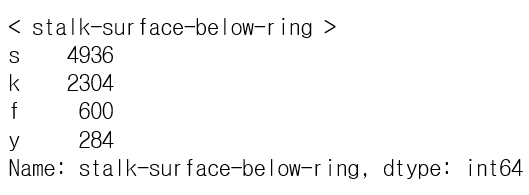 < stalk-surface-below-ring >
s    4936
k    2304
f     600
y     284
Name: stalk-surface-below-ring, dtype: int64